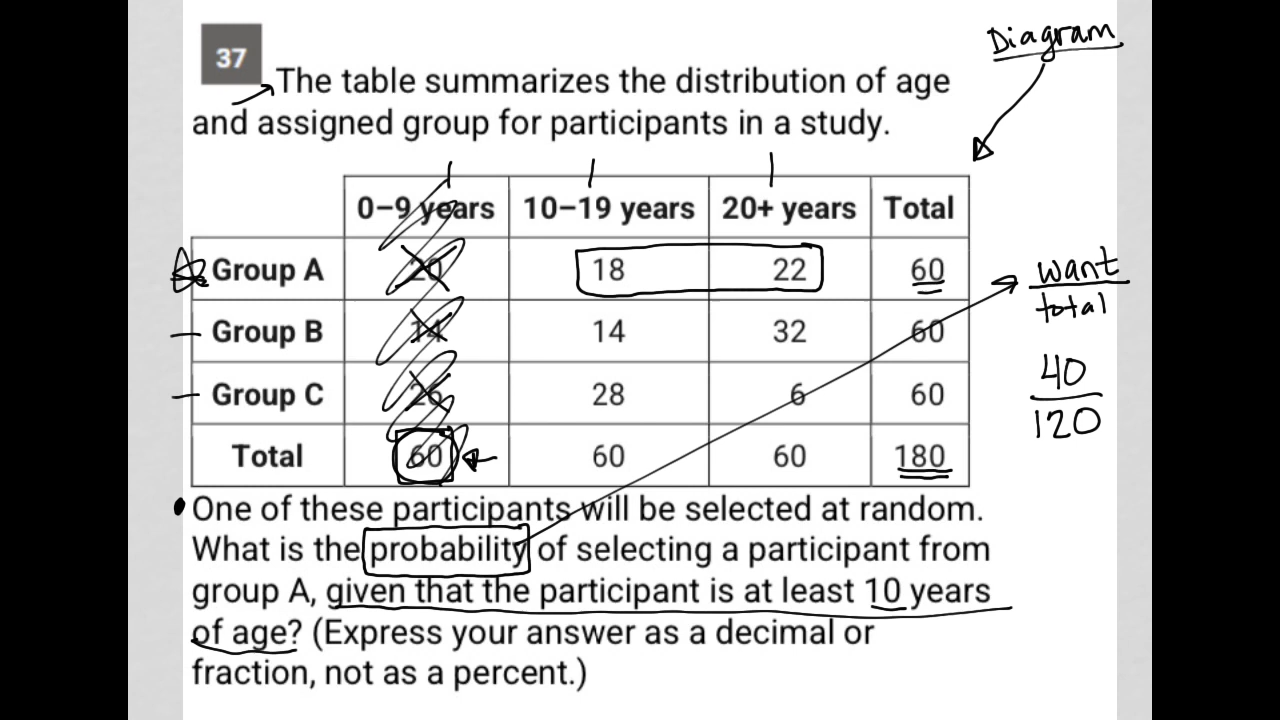 37
Diagram
The table summarizes the distribution of age
and assigned group for participants in a study.
0–9 years 10–19 years 20+ years Total
Group A 20 18 22 60
Group B 14 14 32 60
Group C 26 28 6 60
Total 60 60 60 180
want
total
40
120
One of these participants will be selected at random.
What is the probability of selecting a participant from
group A, given that the participant is at least 10 years
of age? (Express your answer as a decimal or
fraction, not as a percent.)